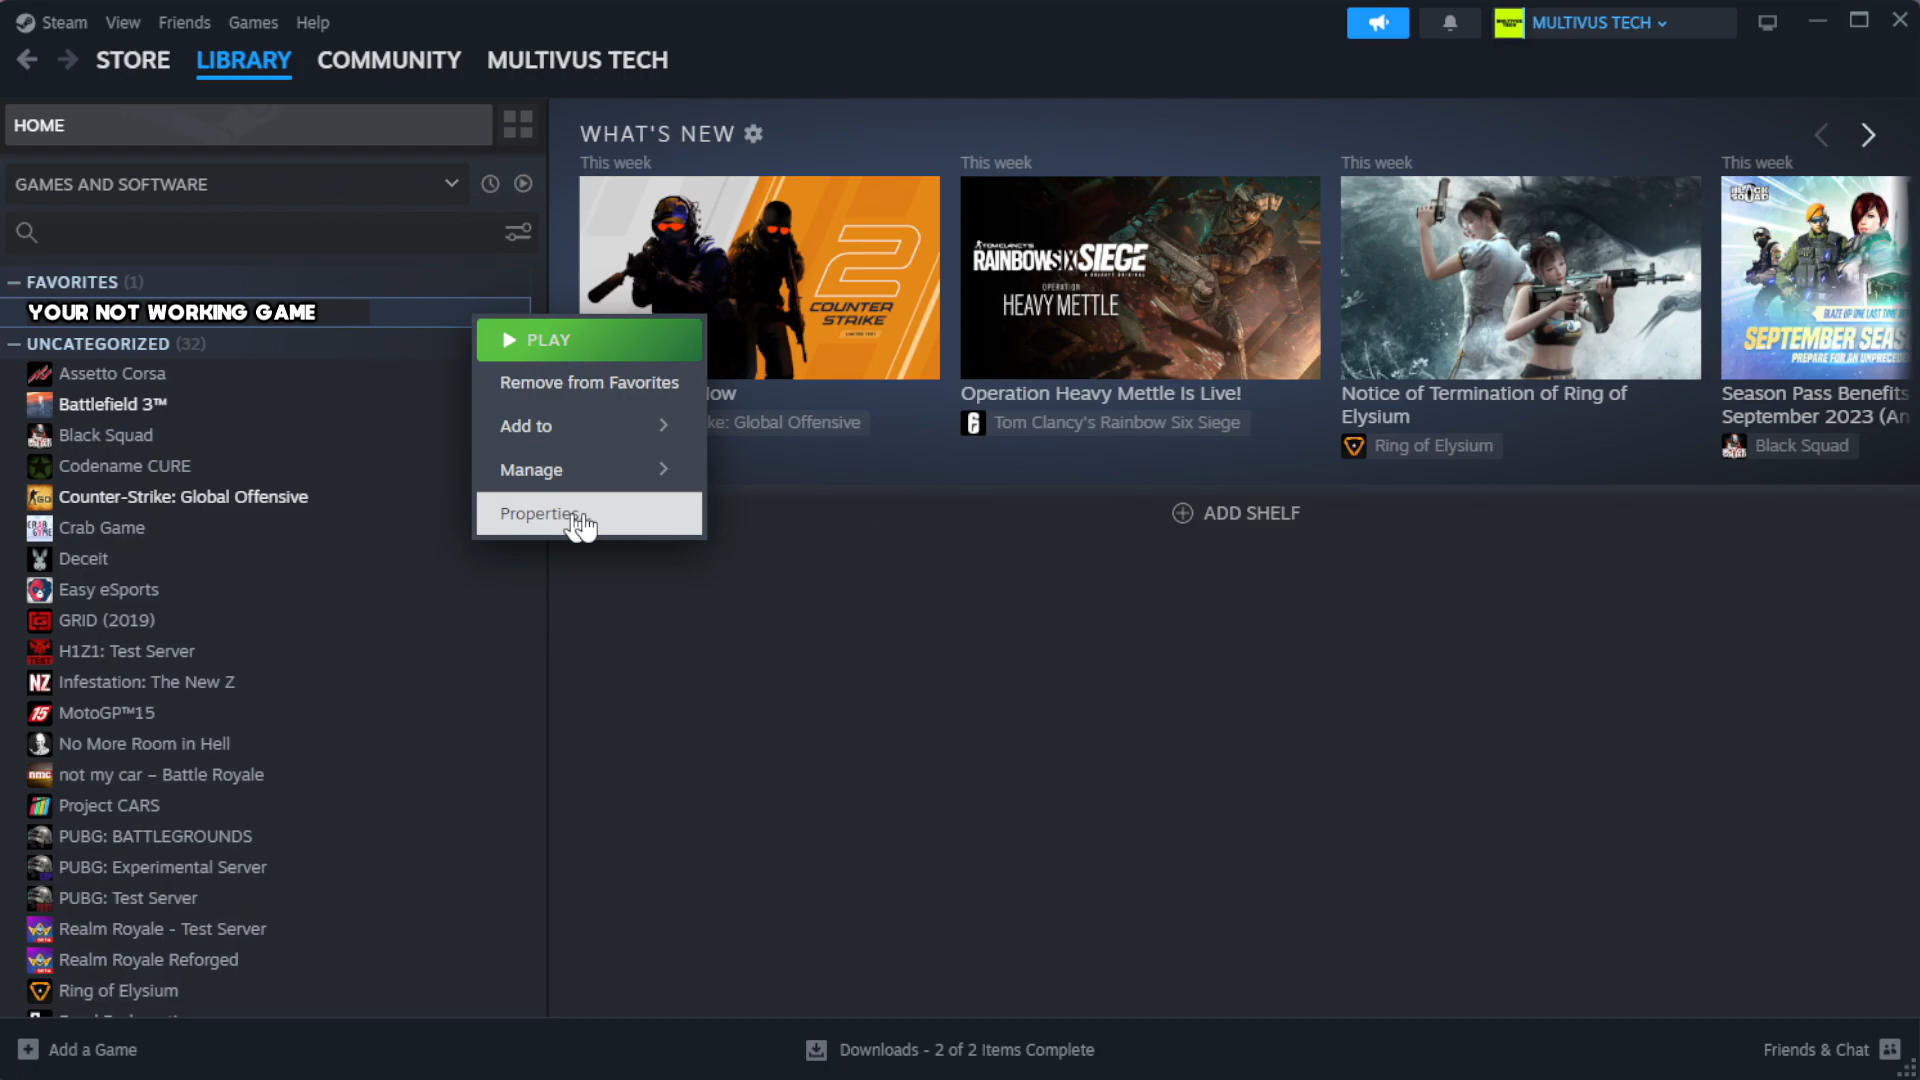 Steam View Friends Games Help
MULTIVUS TECH
STORE LIBRARY COMMUNITY MULTIVUS TECH
HOME
WHAT'S NEW
GAMES AND SOFTWARE
This week
This week
This week
This week
2
COUNTER
STRIKE
TOM CLANCY'S
RAINBOW SIX SIEGE
OPERATION
HEAVY METTLE
BLACK
SQUAD
BLAZE UP ONE LAST TIME
SEPTEMBER SEAS
PREPARE FOR AN UNPRECED
FAVORITES (1)
YOUR NOT WORKING GAME
UNCATEGORIZED (32)
PLAY
Remove from Favorites
Add to
Manage
Properties
low
ke: Global Offensive
Operation Heavy Mettle Is Live!
Tom Clancy's Rainbow Six Siege
Notice of Termination of Ring of
Elysium
Ring of Elysium
Season Pass Benefits
September 2023 (An
Black Squad
ADD SHELF
Assetto Corsa
Battlefield 3™
Black Squad
Codename CURE
Counter-Strike: Global Offensive
Crab Game
Deceit
Easy eSports
GRID (2019)
H1Z1: Test Server
Infestation: The New Z
MotoGP™15
No More Room in Hell
not my car – Battle Royale
Project CARS
PUBG: BATTLEGROUNDS
PUBG: Experimental Server
PUBG: Test Server
Realm Royale - Test Server
Realm Royale Reforged
Ring of Elysium
Add a Game
Downloads - 2 of 2 Items Complete
Friends & Chat